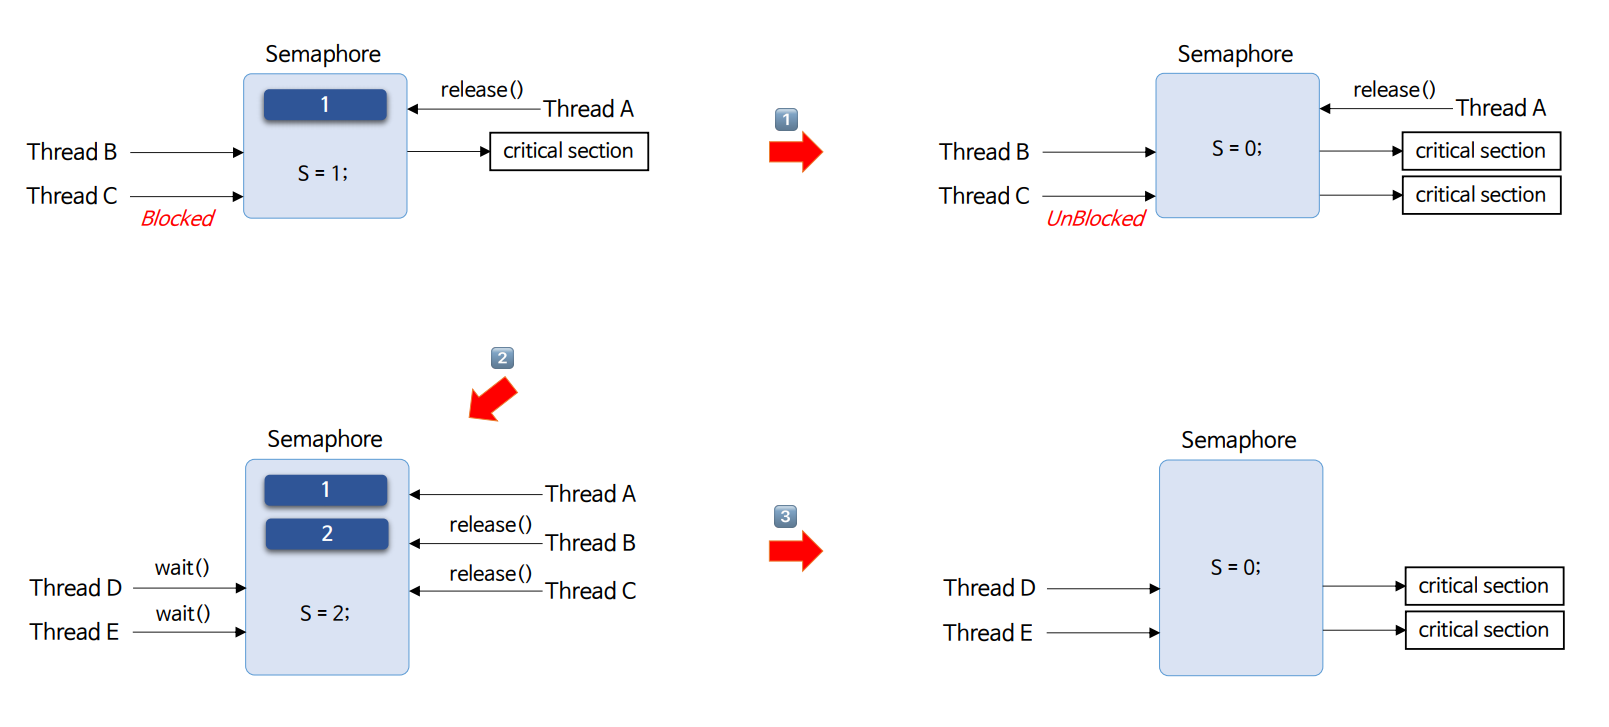 Semaphore
1
release()
Thread A
Thread B
critical section
S = 1;
Thread C
Blocked
1
Semaphore
release()
Thread A
Thread B
S = 0;
critical section
Thread C
critical section
UnBlocked
2
Semaphore
1
Thread A
2
release()
Thread B
wait()
release()
Thread D
Thread C
wait()
S = 2;
Thread E
3
Semaphore
S = 0;
Thread D
critical section
Thread E
critical section